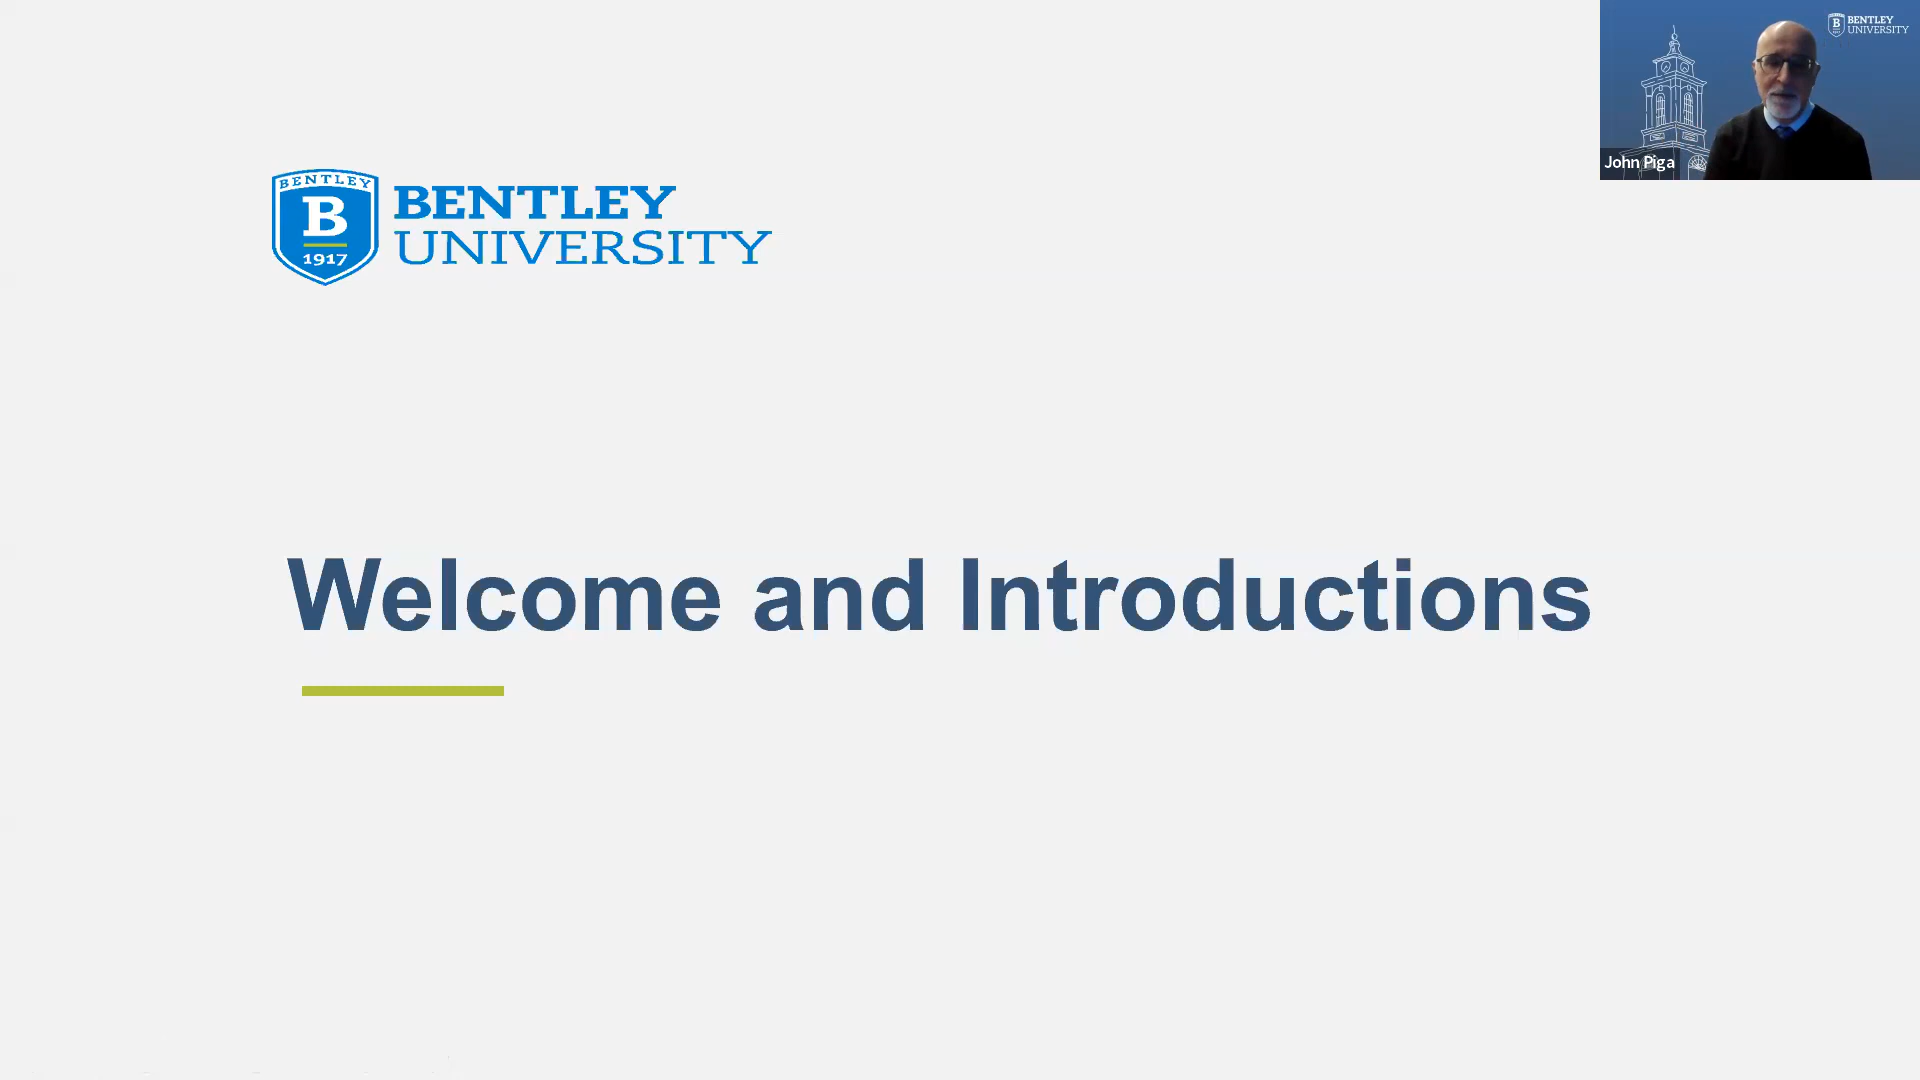 BENTLEY
UNIVERSITY
John Piga
BENTLEY
B
1917
BENTLEY
UNIVERSITY
Welcome and Introductions